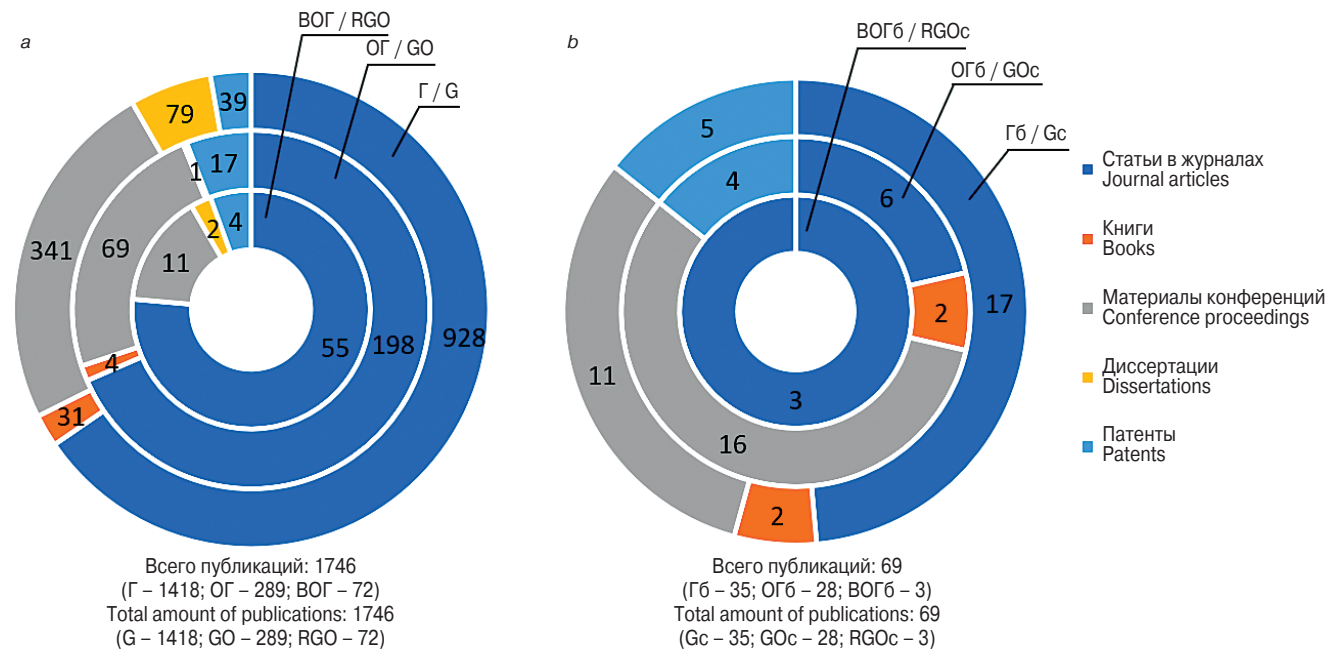 a
ВОГ / RGO
ОГ / GO
Г / G
79
39
1
17
2
4
341
69
11
55
198
928
4
31
Всего публикаций: 1746
(Г – 1418; ОГ – 289; ВОГ – 72)
Total amount of publications: 1746
(G – 1418; GO – 289; RGO – 72)
b
ВОГб / RGOc
ОГб / GOc
Гб / Gc
5
4
6
2
17
11
3
16
2
Всего публикаций: 69
(Гб – 35; ОГб – 28; ВОГб – 3)
Total amount of publications: 69
(Gc – 35; GOc – 28; RGOc – 3)
Статьи в журналах
Journal articles
Книги
Books
Материалы конференций
Conference proceedings
Диссертации
Dissertations
Патенты
Patents